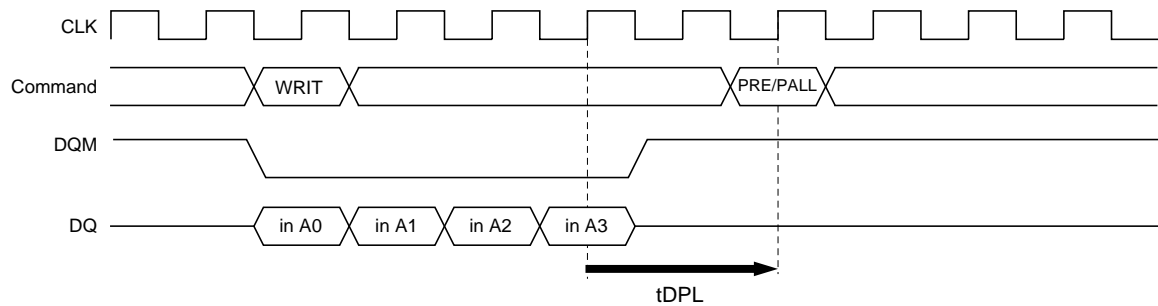 CLK
Command
WRIT
PRE/PALL
DQM
DQ
in A0
in A1
in A2
in A3
tDPL